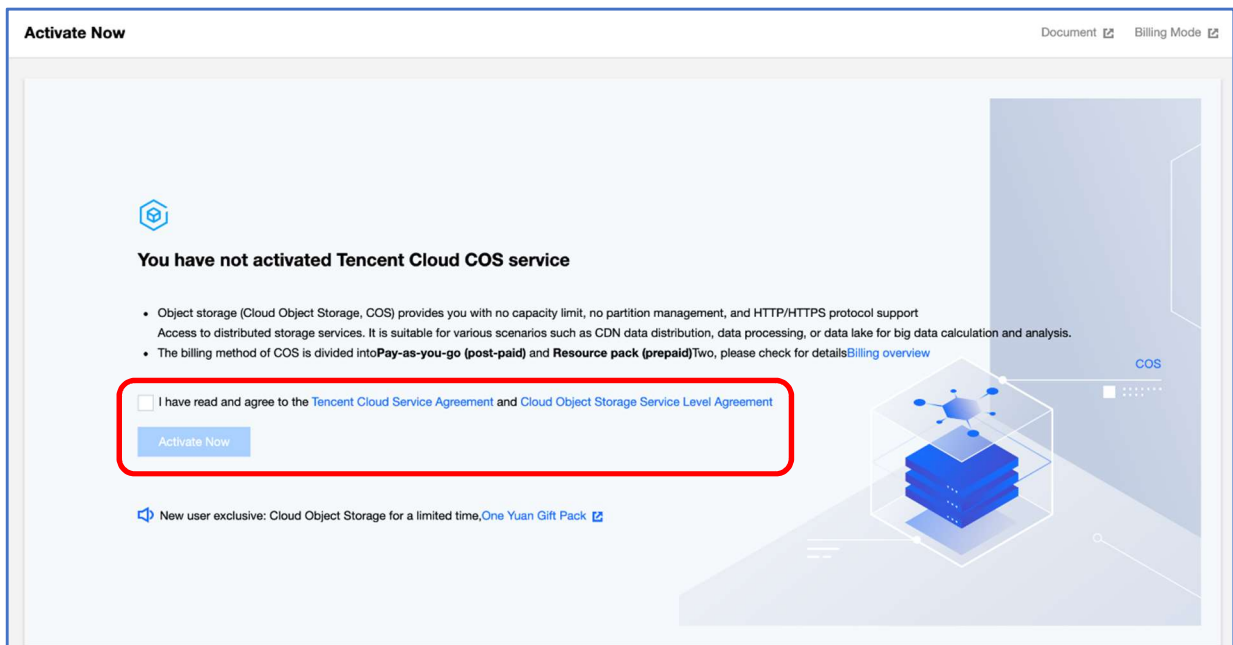 Activate Now
Document
Billing Mode
You have not activated Tencent Cloud COS service
Object storage (Cloud Object Storage, COS) provides you with no capacity limit, no partition management, and HTTP/HTTPS protocol support
Access to distributed storage services. It is suitable for various scenarios such as CDN data distribution, data processing, or data lake for big data calculation and analysis.
The billing method of COS is divided intoPay-as-you-go (post-paid) and Resource pack (prepaid)Two, please check for detailsBilling overview
COS
I have read and agree to the Tencent Cloud Service Agreement and Cloud Object Storage Service Level Agreement
Activate Now
New user exclusive: Cloud Object Storage for a limited time,One Yuan Gift Pack